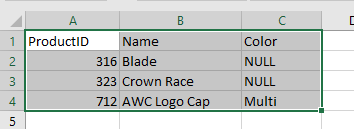 A B C
1 ProductID Name Color
2 316 Blade NULL
3 323 Crown Race NULL
4 712 AWC Logo Cap Multi
5